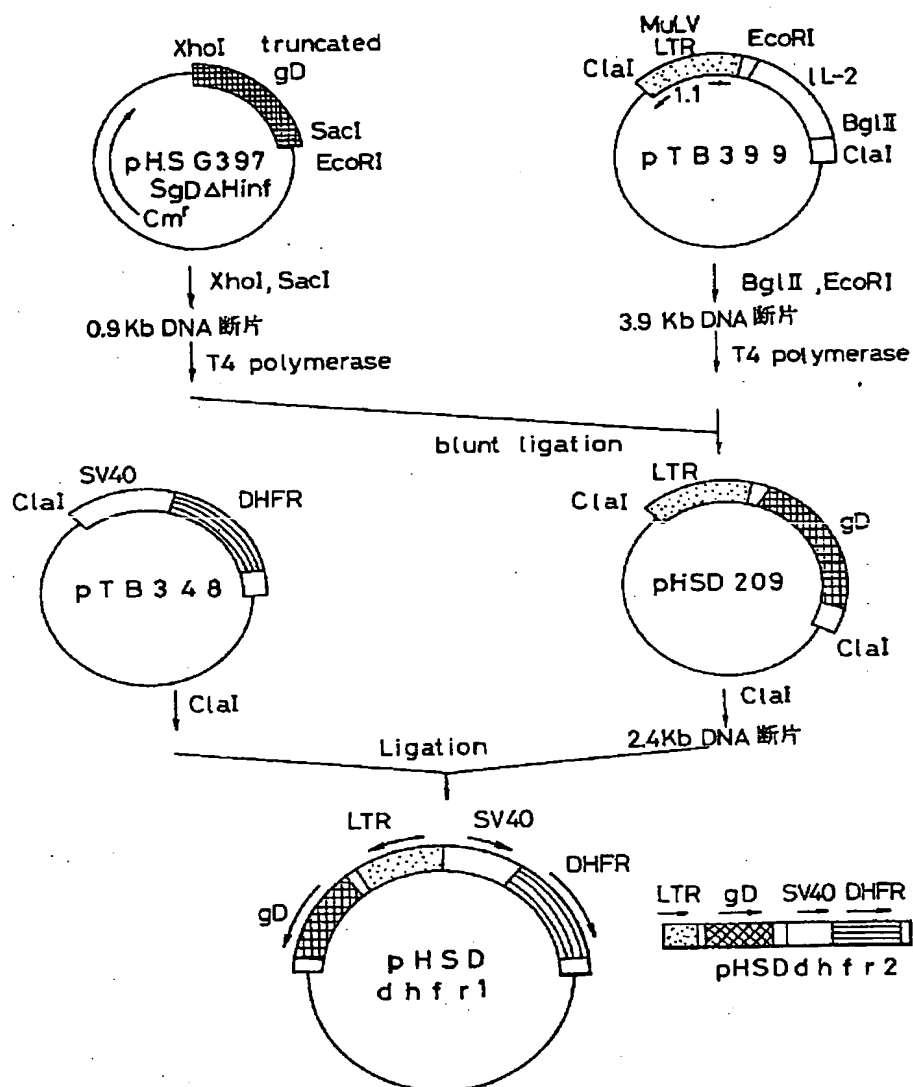 XhoI truncated
gD
SacI
EcoRI
pHSG397
SgDΔHinf
Cmr
XhoI, SacI
0.9 Kb DNA 断片
T4 polymerase
MuLV
LTR
EcoRI
ClaI
IL-2
1.1
BglII
ClaI
pTB399
BglII, EcoRI
3.9 Kb DNA 断片
T4 polymerase
blunt ligation
SV40
ClaI
DHFR
pTB348
ClaI
LTR
ClaI
gD
pHSD209
ClaI
ClaI
2.4Kb DNA 断片
Ligation
LTR
SV40
DHFR
gD
pHSD
dhfr1
LTR gD SV40 DHFR
pHSDdhfr2